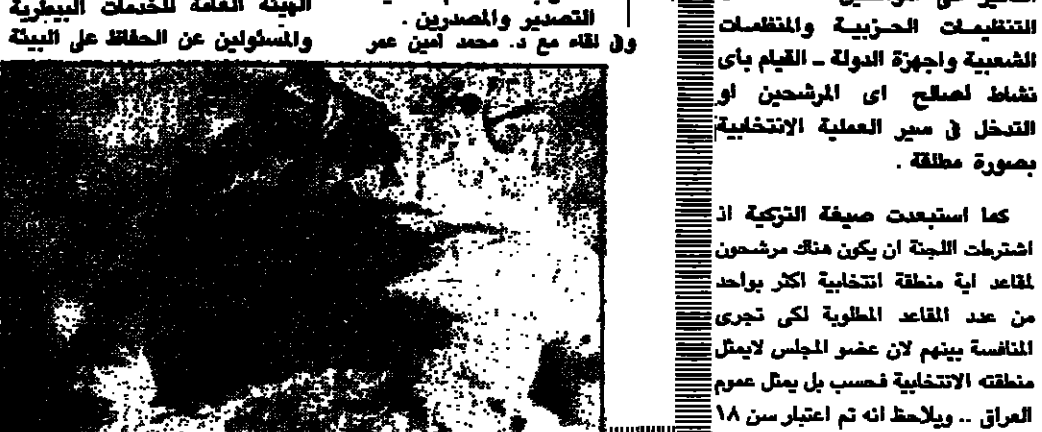 التنظيمات الحزبية والمنظمات
الشعبية واجهزة الدولة ـ القيام بأى
نشاط لصالح اى المرشحين او
التدخل في سير العملية الانتخابية
بصورة مطلقة .
كما استبعدت صيغة التزكية اذ
اشترطت اللجنة ان يكون هناك مرشحون
لمقاعد اية منطقة انتخابية اكثر بواحد
من عدد المقاعد المطلوبة لكى تجرى
المنافسة بينهم لان عضو المجلس لايمثل
منطقته الانتخابية فحسب بل يمثل عموم
العراق .. ويلاحظ انه تم اعتبار سن ١٨
التصدير والمصدرين .
وفى لقاء مع د. محمد امين عمر
الهيئة العامة للخدمات البيطرية
والمسئولين عن الحفاظ على البيئة